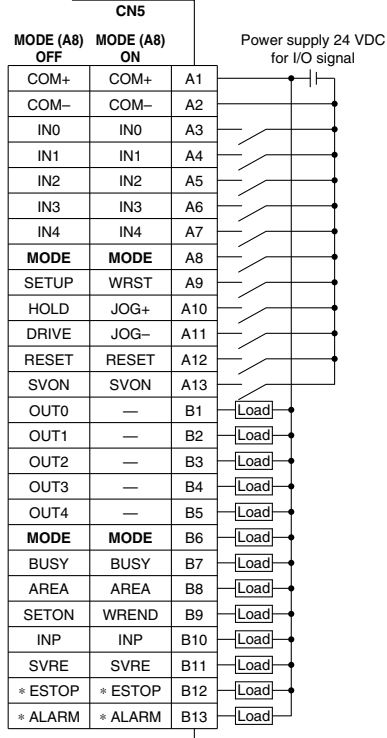 CN5
MODE (A8) OFF MODE (A8) ON
Power supply 24 VDC for I/O signal
COM+ COM+ A1
COM– COM– A2
IN0 IN0 A3
IN1 IN1 A4
IN2 IN2 A5
IN3 IN3 A6
IN4 IN4 A7
MODE MODE A8
SETUP WRST A9
HOLD JOG+ A10
DRIVE JOG– A11
RESET RESET A12
SVON SVON A13
OUT0 — B1 Load
OUT1 — B2 Load
OUT2 — B3 Load
OUT3 — B4 Load
OUT4 — B5 Load
MODE MODE B6 Load
BUSY BUSY B7 Load
AREA AREA B8 Load
SETON WREND B9 Load
INP INP B10 Load
SVRE SVRE B11 Load
∗ ESTOP ∗ ESTOP B12 Load
∗ ALARM ∗ ALARM B13 Load